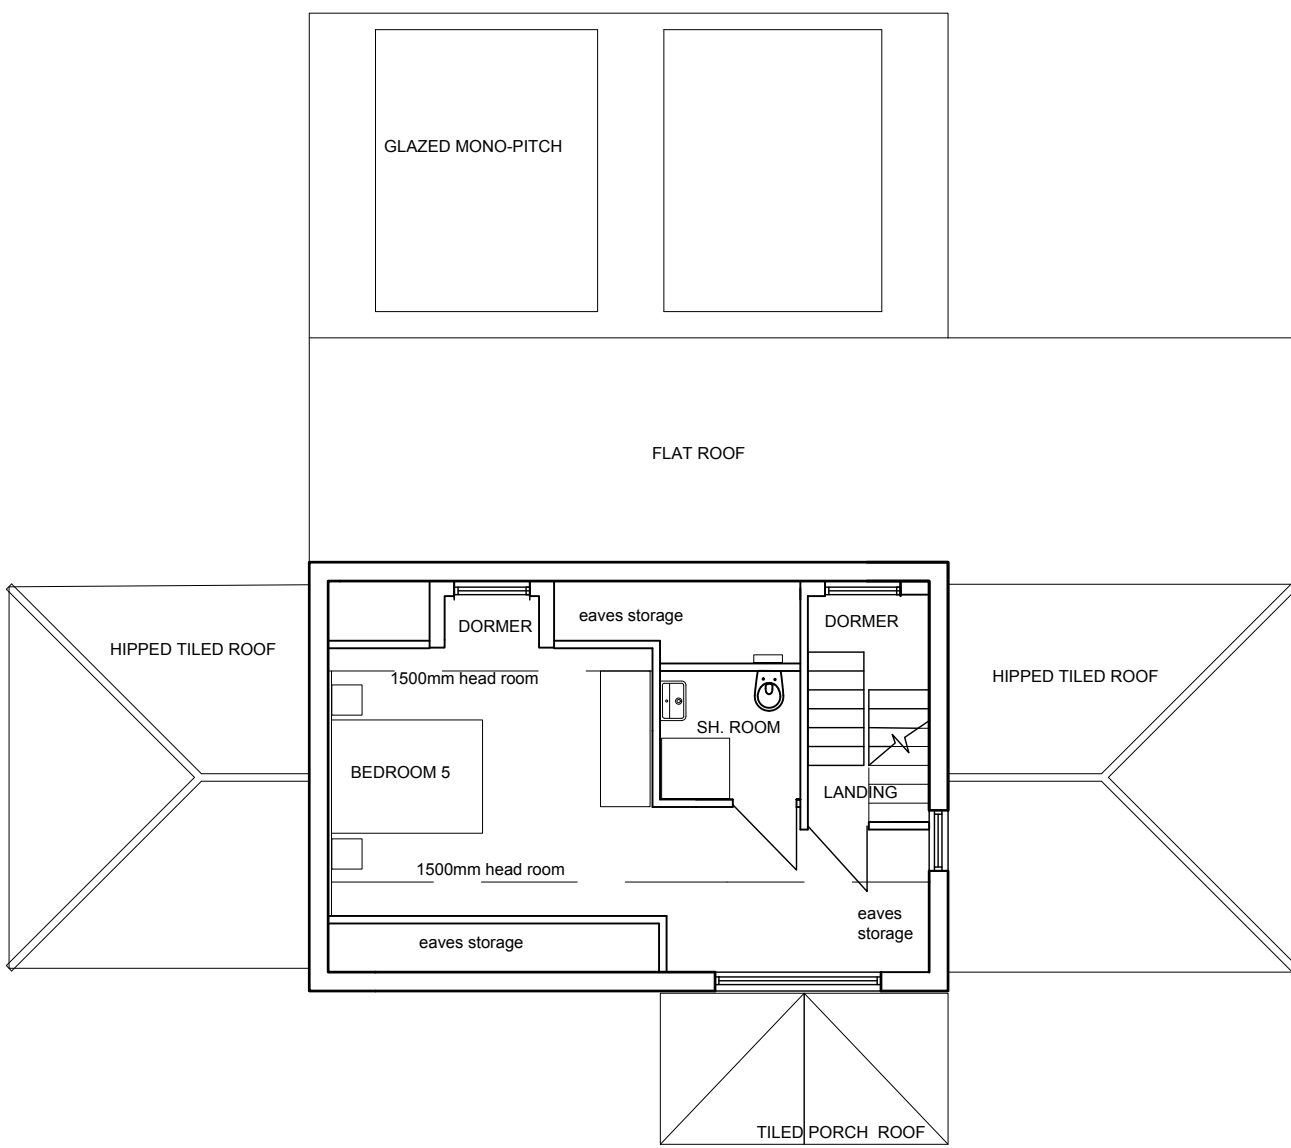 GLAZED MONO-PITCH
FLAT ROOF
eaves storage
DORMER
DORMER
HIPPED TILED ROOF
1500mm head room
HIPPED TILED ROOF
SH. ROOM
BEDROOM 5
LANDING
1500mm head room
eaves
storage
eaves storage
TILED PORCH  ROOF